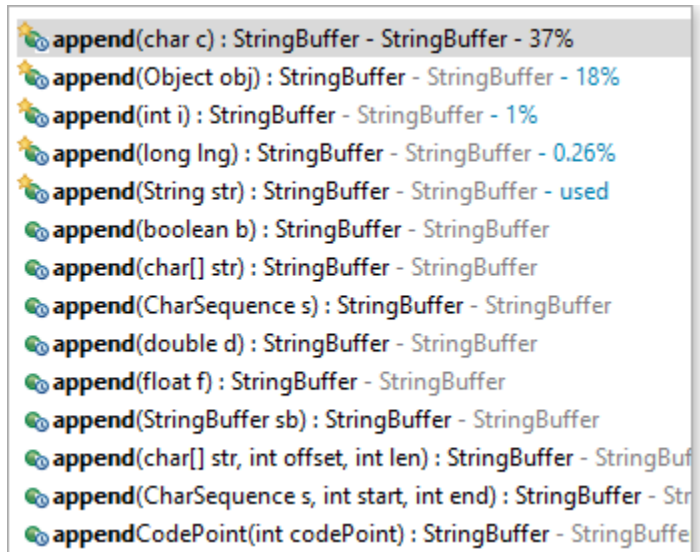 append(char c) : StringBuffer - StringBuffer - 37%
append(Object obj) : StringBuffer - StringBuffer - 18%
append(int i) : StringBuffer - StringBuffer - 1%
append(long lng) : StringBuffer - StringBuffer - 0.26%
append(String str) : StringBuffer - StringBuffer - used
append(boolean b) : StringBuffer - StringBuffer
append(char[] str) : StringBuffer - StringBuffer
append(CharSequence s) : StringBuffer - StringBuffer
append(double d) : StringBuffer - StringBuffer
append(float f) : StringBuffer - StringBuffer
append(StringBuffer sb) : StringBuffer - StringBuffer
append(char[] str, int offset, int len) : StringBuffer - StringBuf
append(CharSequence s, int start, int end) : StringBuffer - Str
appendCodePoint(int codePoint) : StringBuffer - StringBuffe